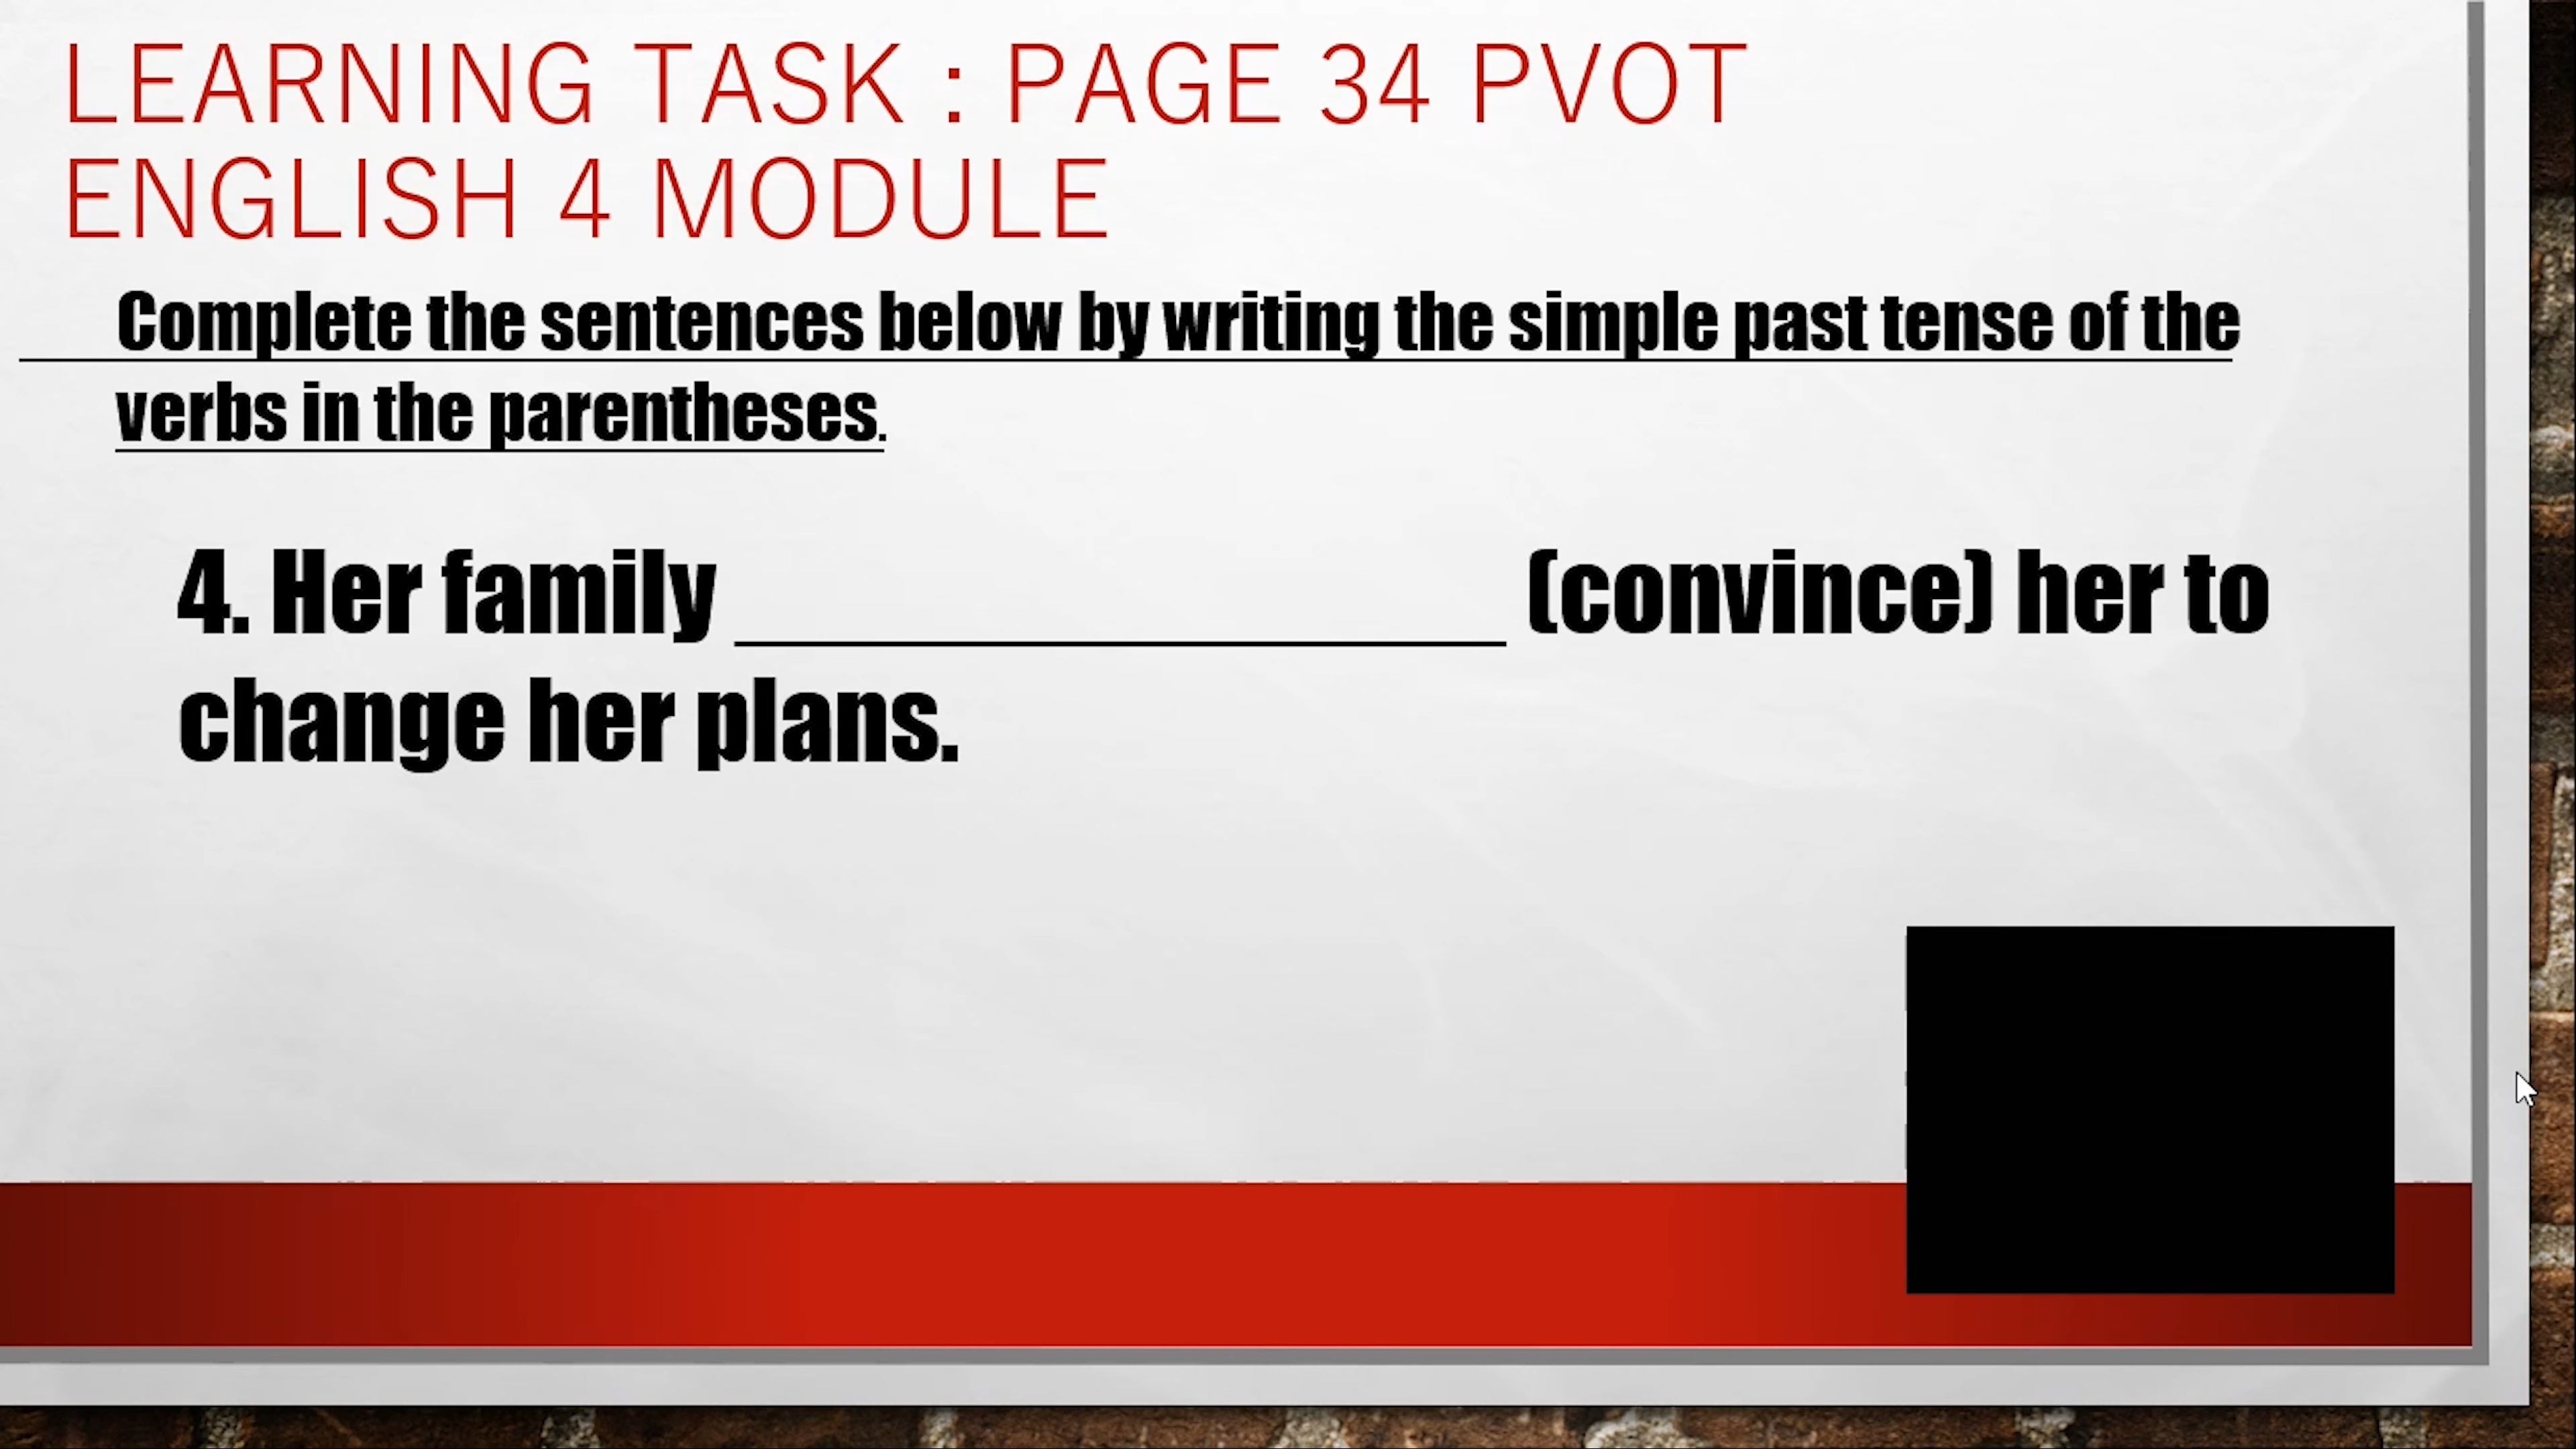 LEARNING TASK : PAGE 34 PVOT
ENGLISH 4 MODULE
Complete the sentences below by writing the simple past tense of the
verbs in the parentheses.
4. Her family ______________ (convince) her to
change her plans.